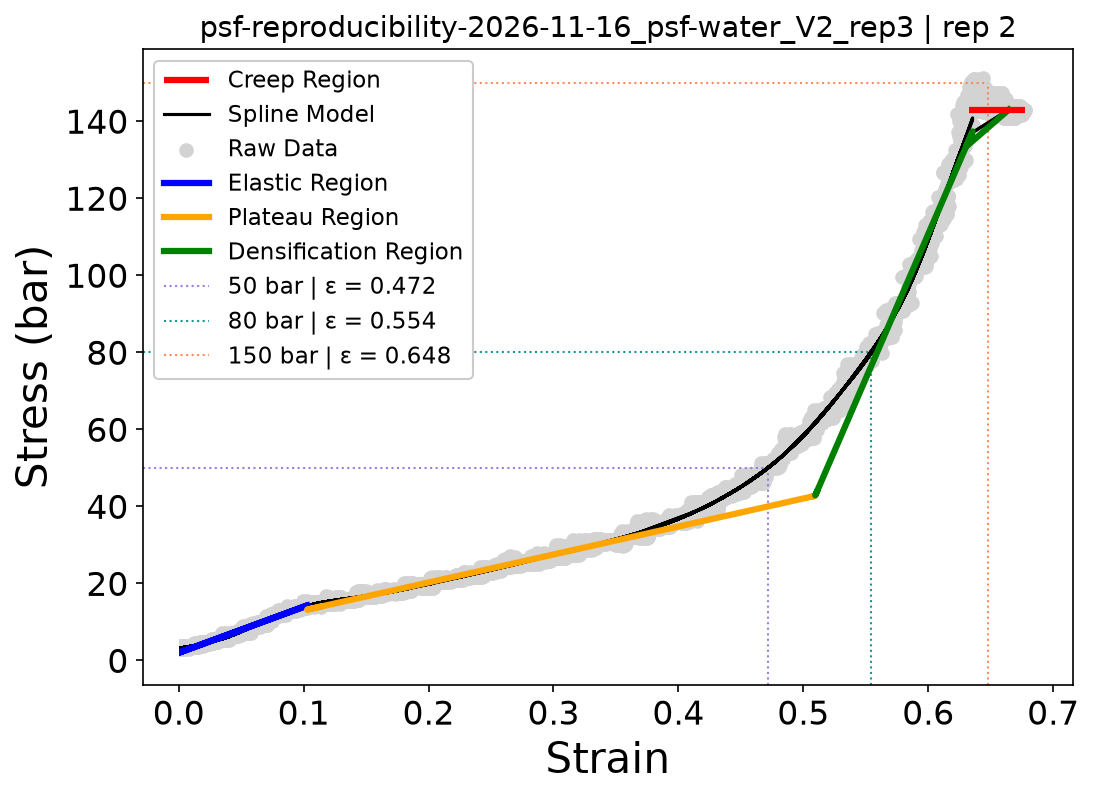 psf-reproducibility-2026-11-16_psf-water_V2_rep3 | rep 2
Creep Region
Spline Model
Raw Data
Elastic Region
Plateau Region
Densification Region
50 bar | ε = 0.472
80 bar | ε = 0.554
150 bar | ε = 0.648
Stress (bar)
140
120
100
80
60
40
20
0
0.0 0.1 0.2 0.3 0.4 0.5 0.6 0.7
Strain